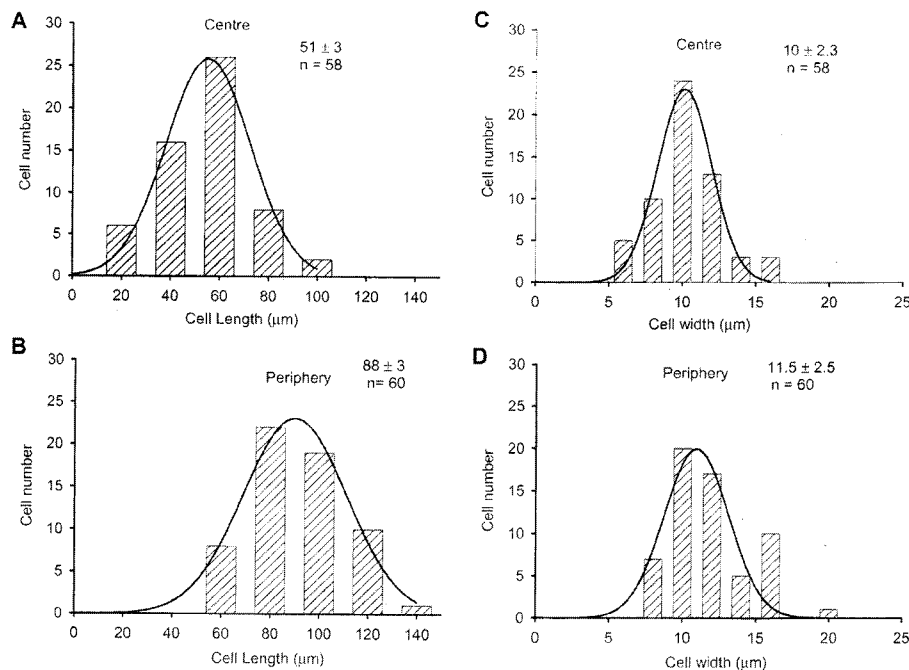 A
Centre
51 ± 3
n = 58
30
25
20
15
10
5
0
Cell number
0 20 40 60 80 100 120 140
Cell Length (µm)
C
Centre
10 ± 2.3
n = 58
30
25
20
15
10
5
0
Cell number
0 5 10 15 20 25
Cell width (µm)
B
Periphery
88 ± 3
n= 60
30
25
20
15
10
5
0
Cell number
0 20 40 60 80 100 120 140
Cell Length (µm)
D
Periphery
11.5 ± 2.5
n = 60
30
25
20
15
10
5
0
Cell number
0 5 10 15 20 25
Cell width (µm)